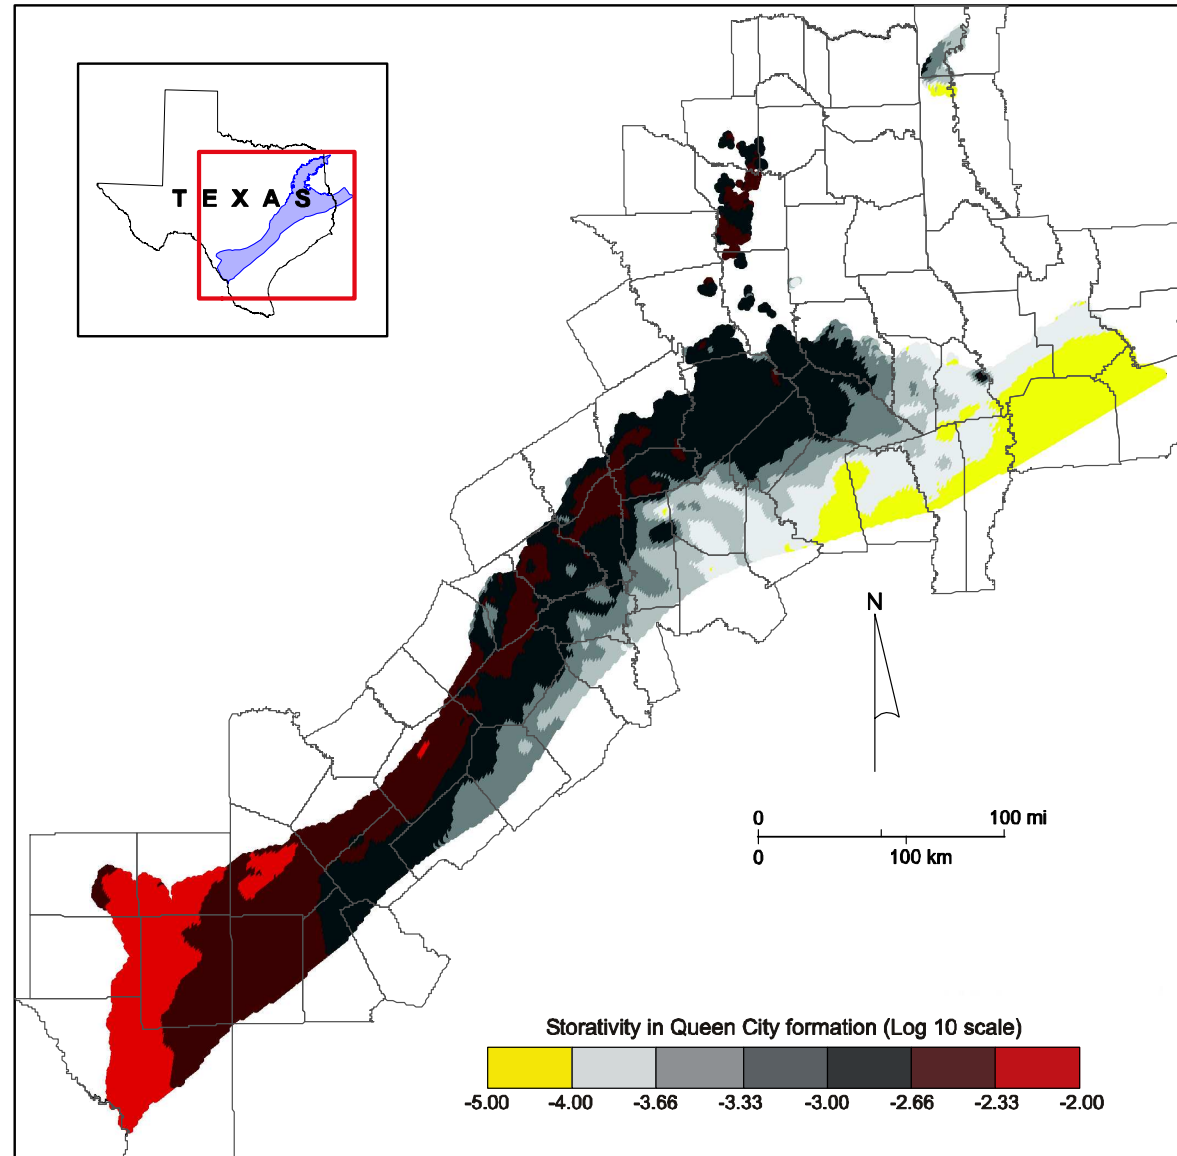 T E X A S
N
0 100 mi
0 100 km
Storativity in Queen City formation (Log 10 scale)
-5.00 -4.00 -3.66 -3.33 -3.00 -2.66 -2.33 -2.00